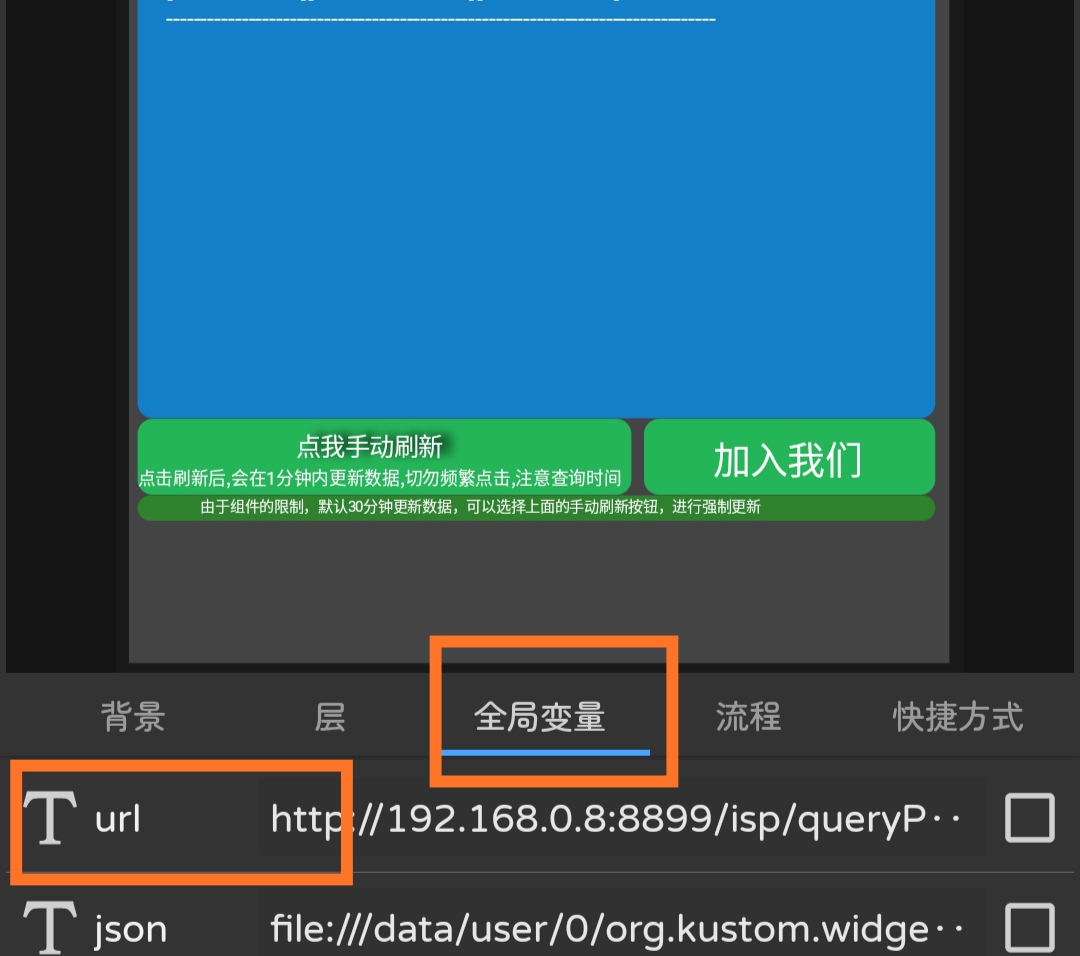 点我手动刷新
点击刷新后,会在1分钟内更新数据,切勿频繁点击,注意查询时间
加入我们
由于组件的限制，默认30分钟更新数据，可以选择上面的手动刷新按钮，进行强制更新
背景 层 全局变量 流程 快捷方式
T url http://192.168.0.8:8899/isp/queryP··
T json file:///data/user/0/org.kustom.widge··